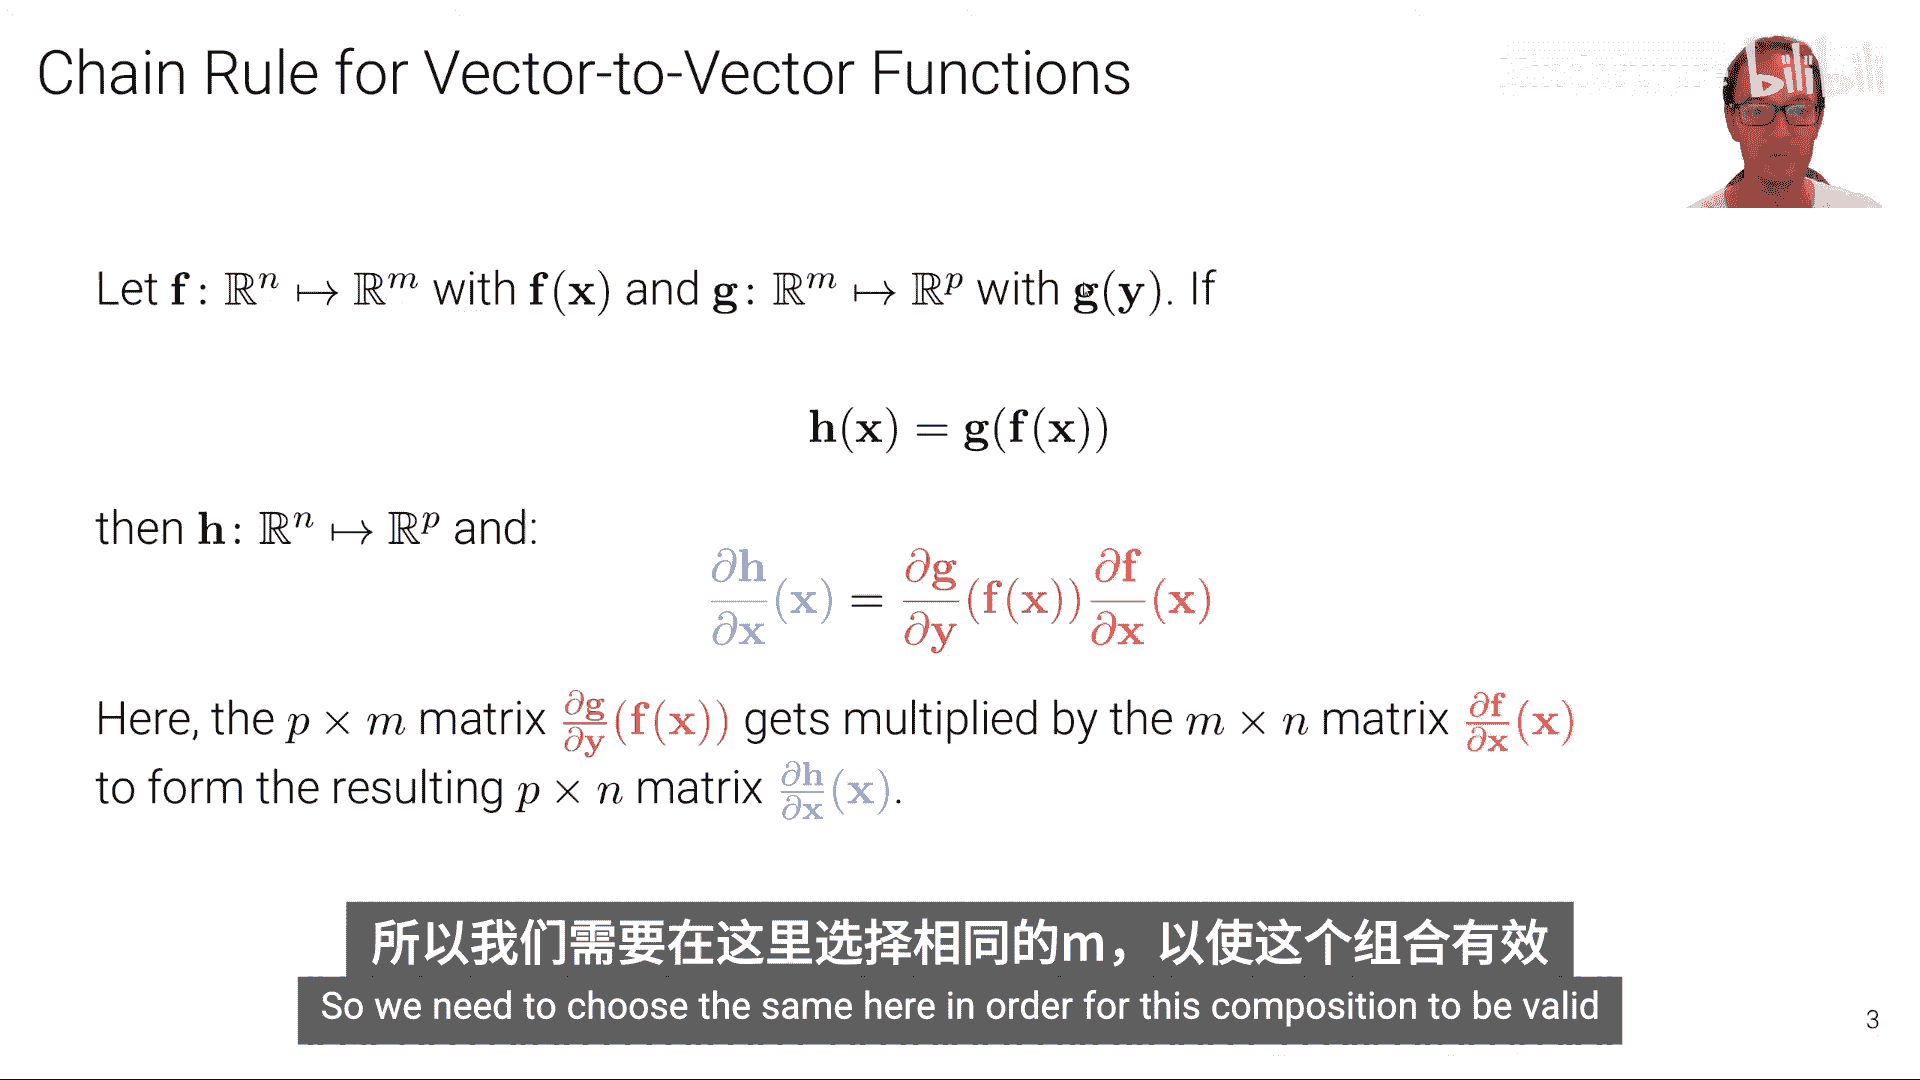 Chain Rule for Vector-to-Vector Functions
bilibili
Let f: ℝⁿ ↦ ℝᵐ with f(x) and g: ℝᵐ ↦ ℝᵖ with g(y). If
h(x) = g(f(x))
then h: ℝⁿ ↦ ℝᵖ and:
∂h/∂x(x) = ∂g/∂y(f(x)) ∂f/∂x(x)
Here, the p × m matrix ∂g/∂y(f(x)) gets multiplied by the m × n matrix ∂f/∂x(x)
to form the resulting p × n matrix ∂h/∂x(x).
所以我们需要在这里选择相同的m，以使这个组合有效
So we need to choose the same here in order for this composition to be valid
3